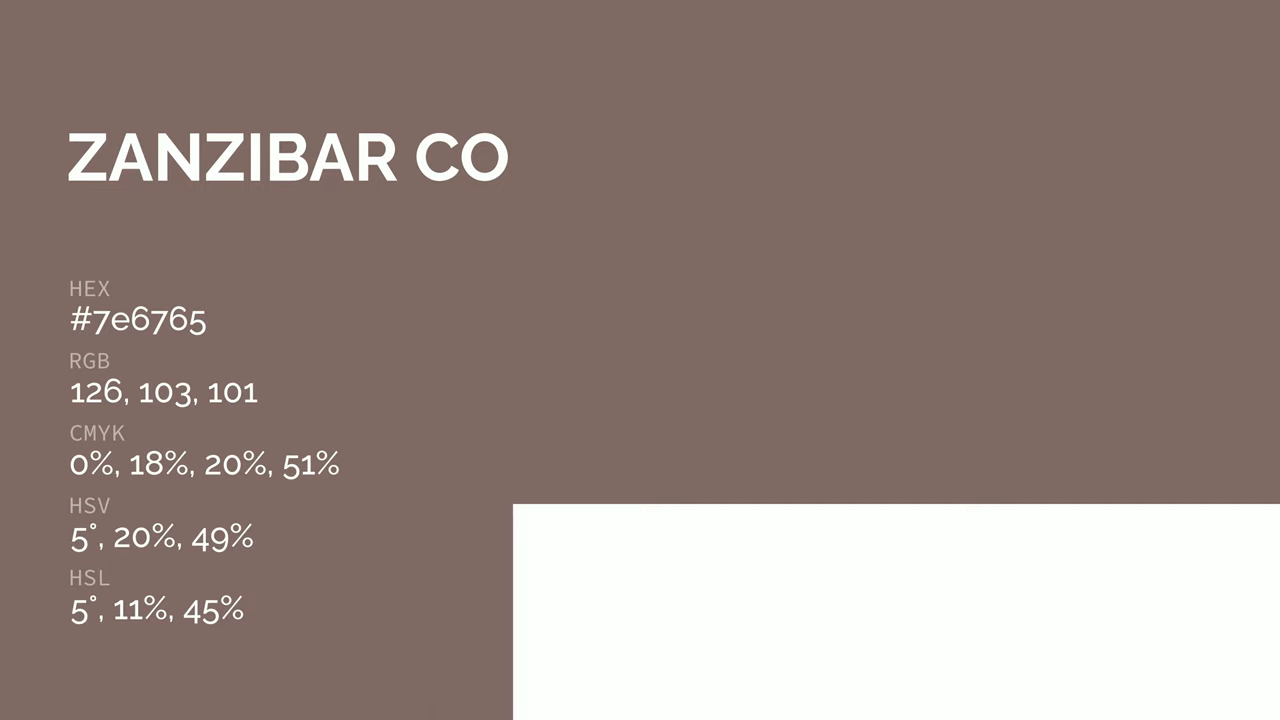 ZANZIBAR CO
HEX
#7e6765
RGB
126, 103, 101
CMYK
0%, 18%, 20%, 51%
HSV
5°, 20%, 49%
HSL
5°, 11%, 45%